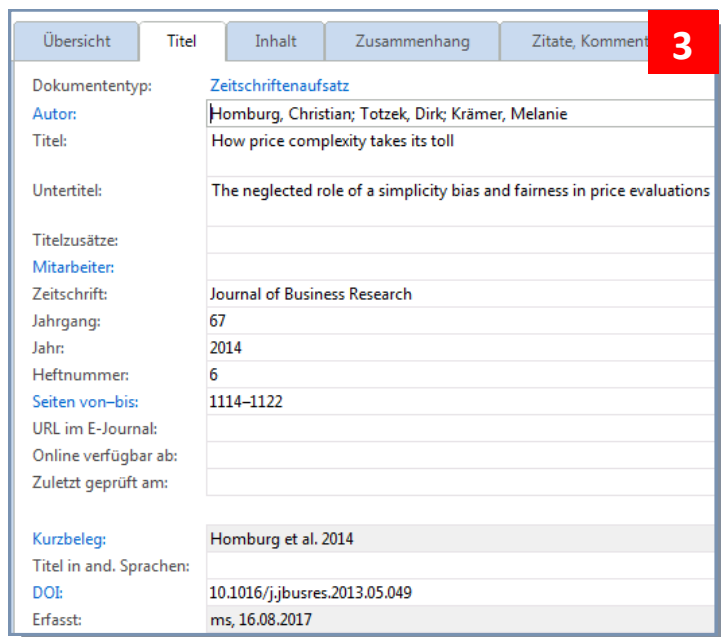 Übersicht Titel Inhalt Zusammenhang Zitate, Komment 3
Dokumententyp: Zeitschriftenaufsatz
Autor: Homburg, Christian; Totzek, Dirk; Krämer, Melanie
Titel: How price complexity takes its toll
Untertitel: The neglected role of a simplicity bias and fairness in price evaluations
Titelzusätze:
Mitarbeiter:
Zeitschrift: Journal of Business Research
Jahrgang: 67
Jahr: 2014
Heftnummer: 6
Seiten von–bis: 1114–1122
URL im E-Journal:
Online verfügbar ab:
Zuletzt geprüft am:
Kurzbeleg: Homburg et al. 2014
Titel in and. Sprachen:
DOI: 10.1016/j.jbusres.2013.05.049
Erfasst: ms, 16.08.2017